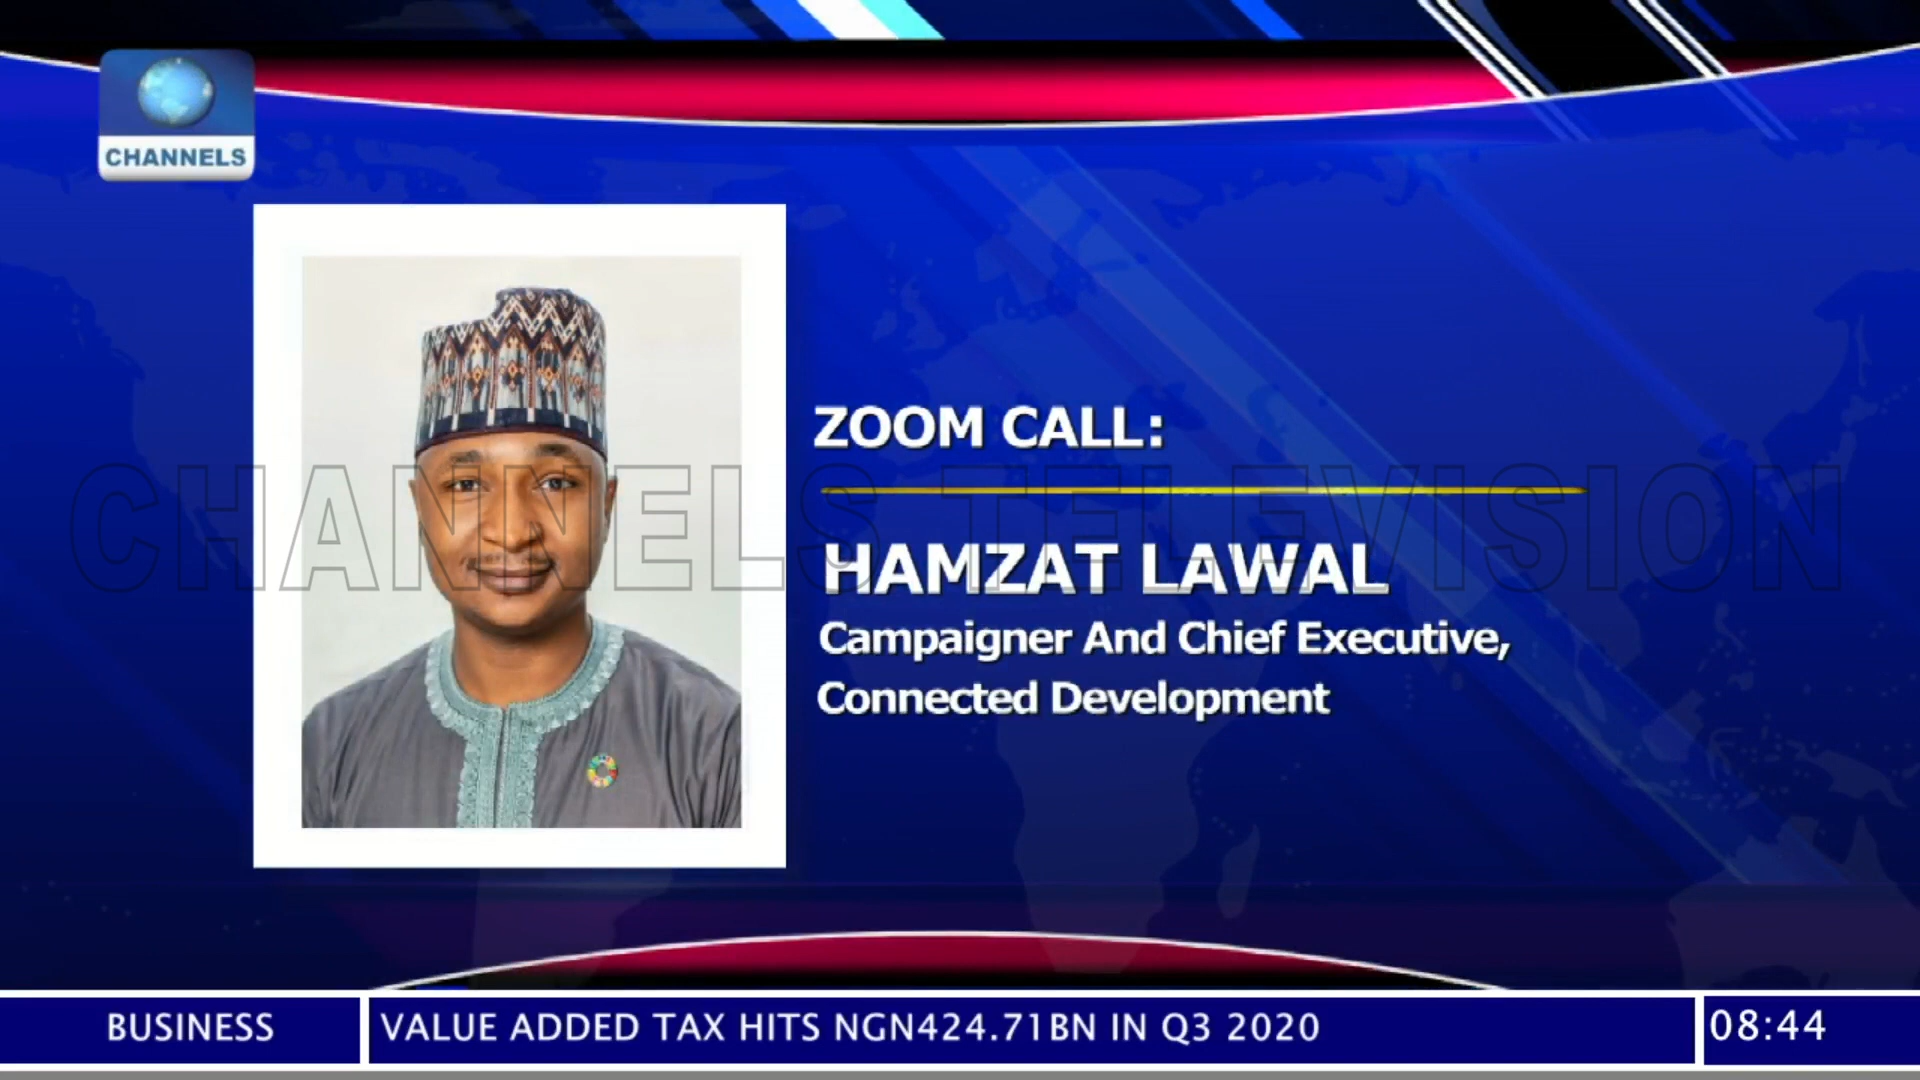 CHANNELS
ZOOM CALL:
CHANNELS TELEVISION
HAMZAT LAWAL
Campaigner And Chief Executive,
Connected Development
BUSINESS
VALUE ADDED TAX HITS NGN424.71BN IN Q3 2020
08:44